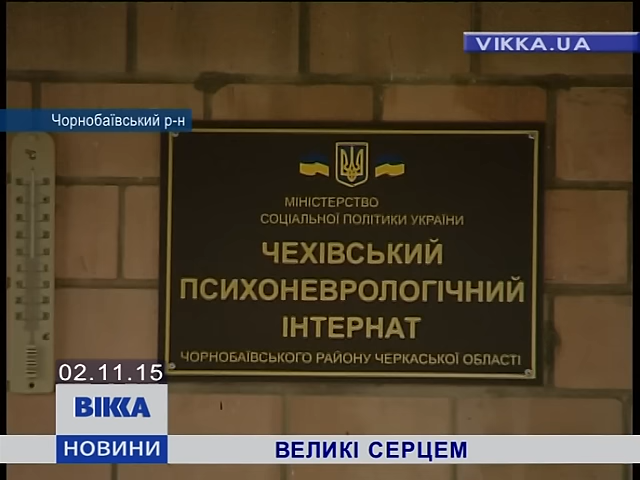 VIKKA.UA
Чорнобаївський р-н
МІНІСТЕРСТВО
СОЦІАЛЬНОЇ ПОЛІТИКИ УКРАЇНИ
ЧЕХІВСЬКИЙ
ПСИХОНЕВРОЛОГІЧНИЙ
ІНТЕРНАТ
ЧОРНОБАЇВСЬКОГО РАЙОНУ ЧЕРКАСЬКОЇ ОБЛАСТІ
02.11.15
ВІККА
НОВИНИ
ВЕЛИКІ СЕРЦЕМ